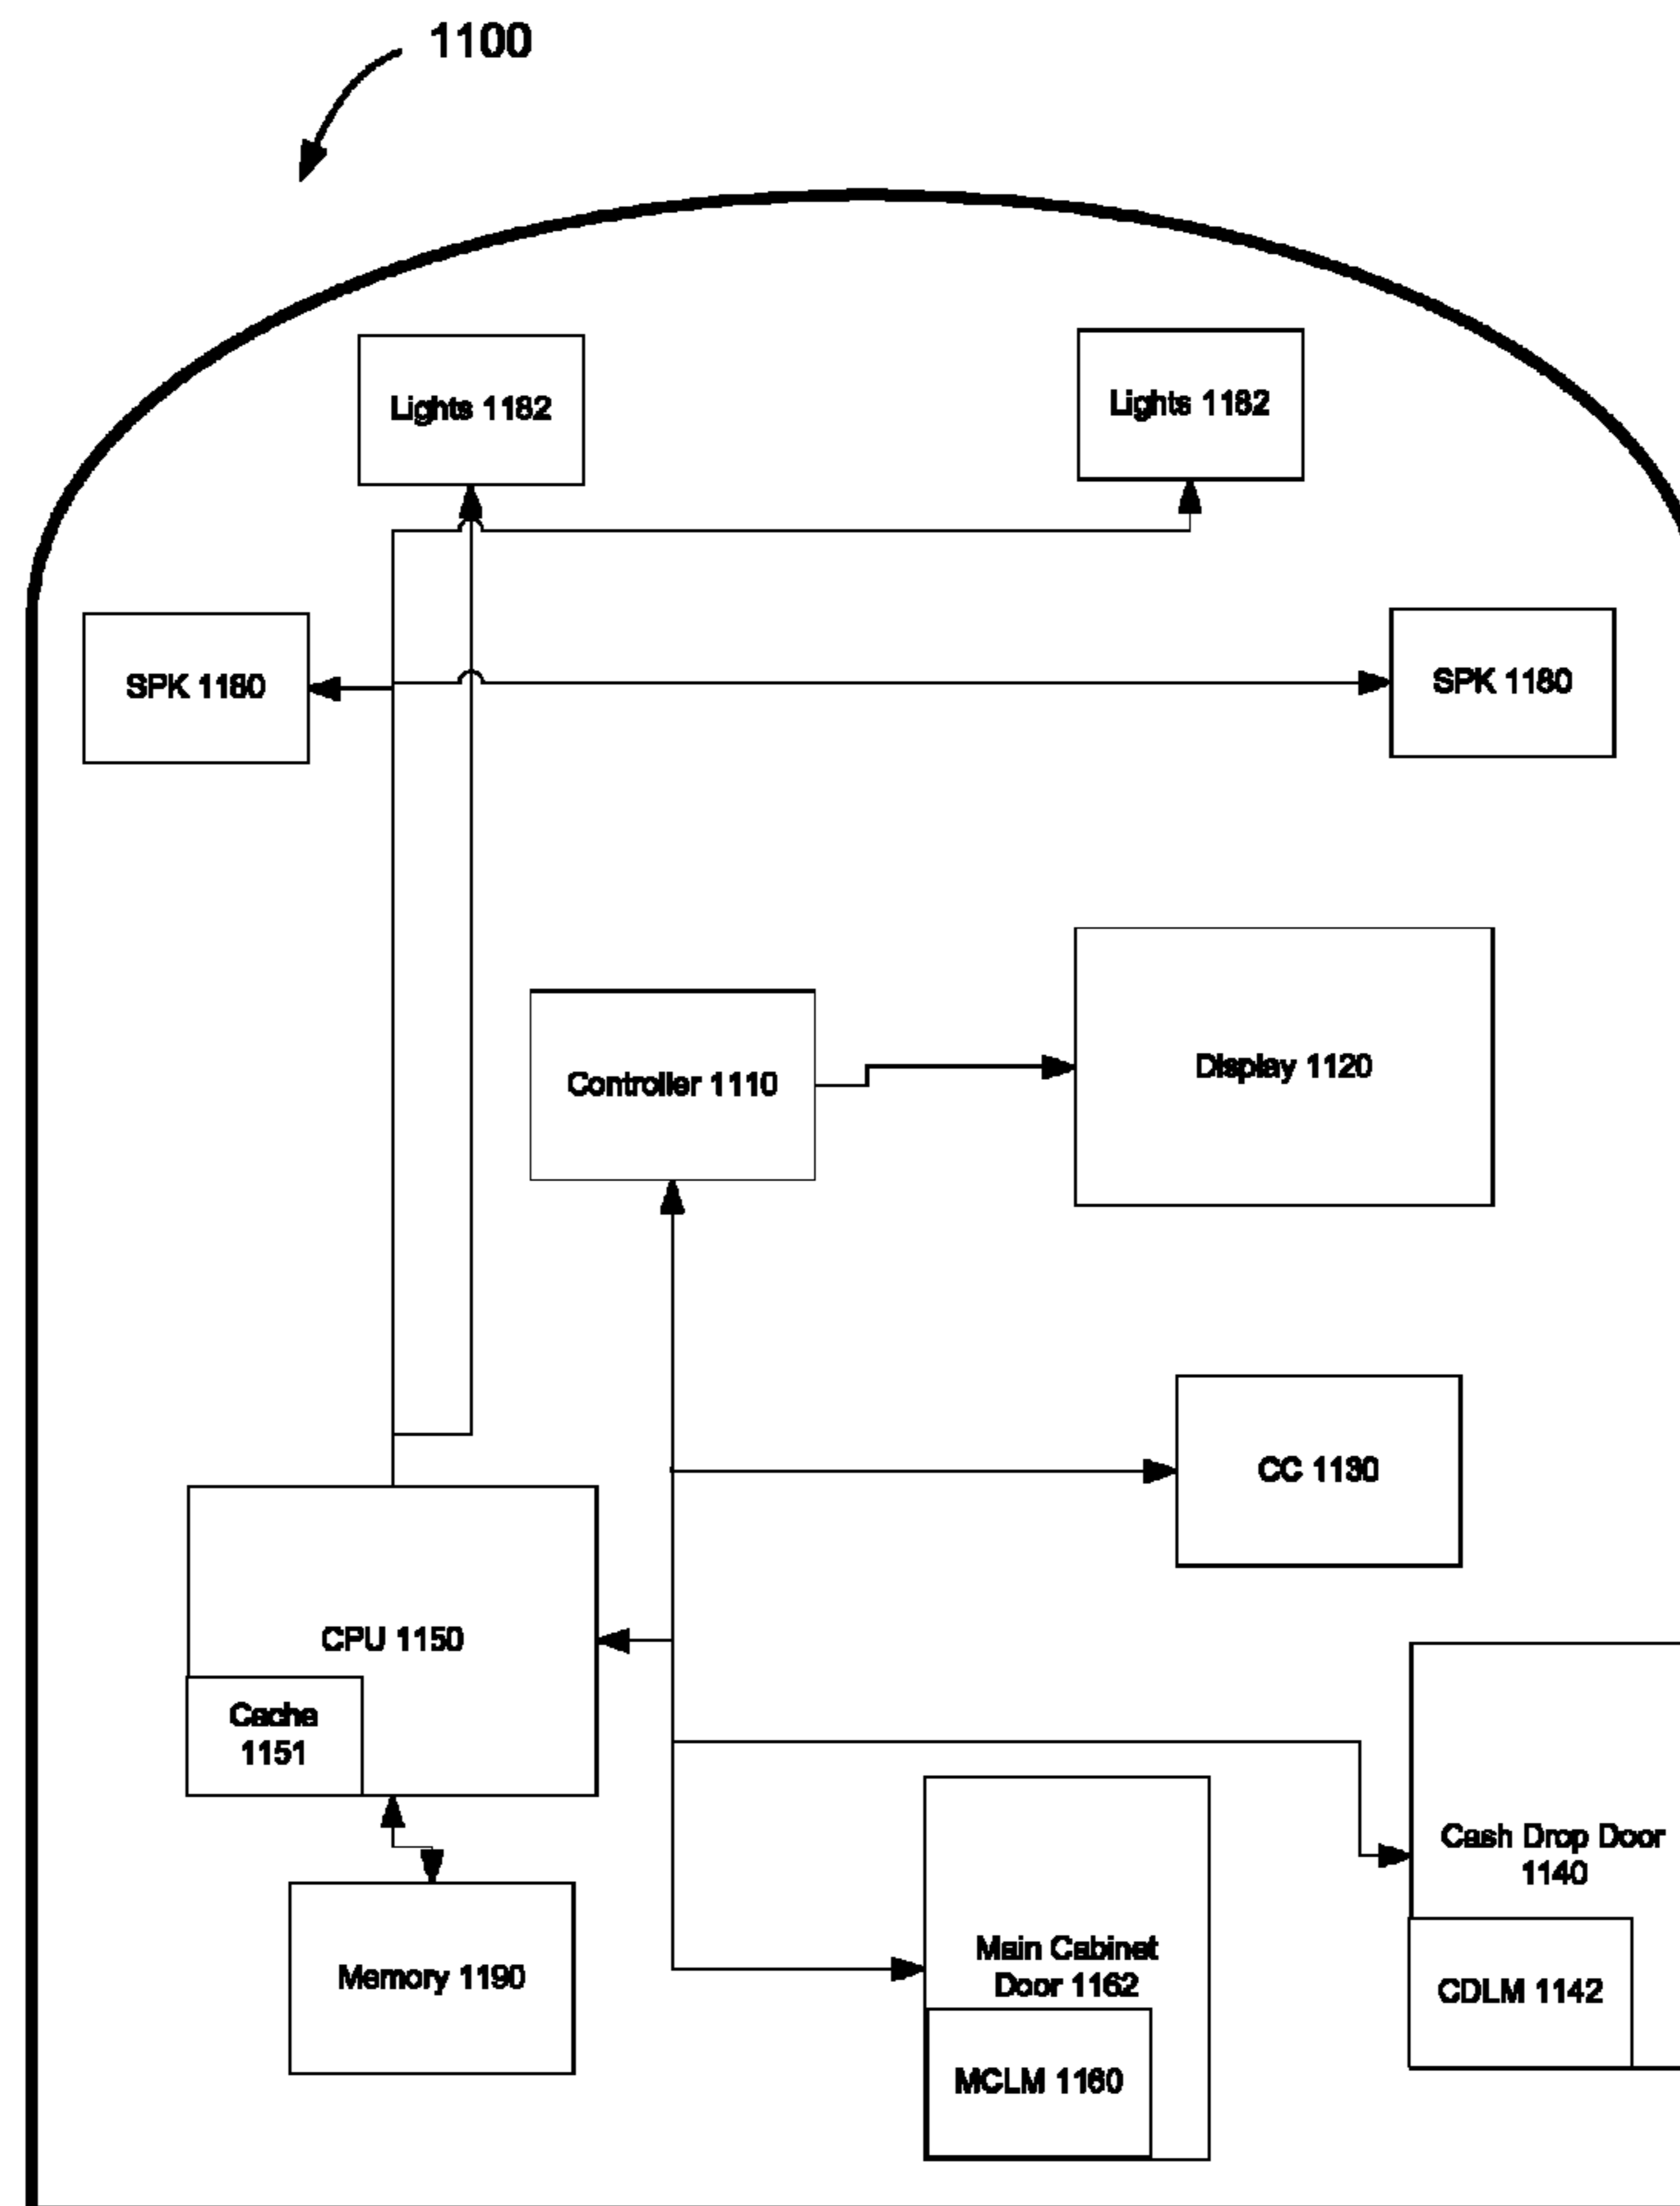 1100
Lights 1182
Lights 1182
SPK 1180
SPK 1180
Controller 1110
Display 1120
CC 1130
CPU 1150
Cache
1151
Cash Drop Door
1140
Main Cabinet
Door 1162
Memory 1190
CDLM 1142
MCLM 1160